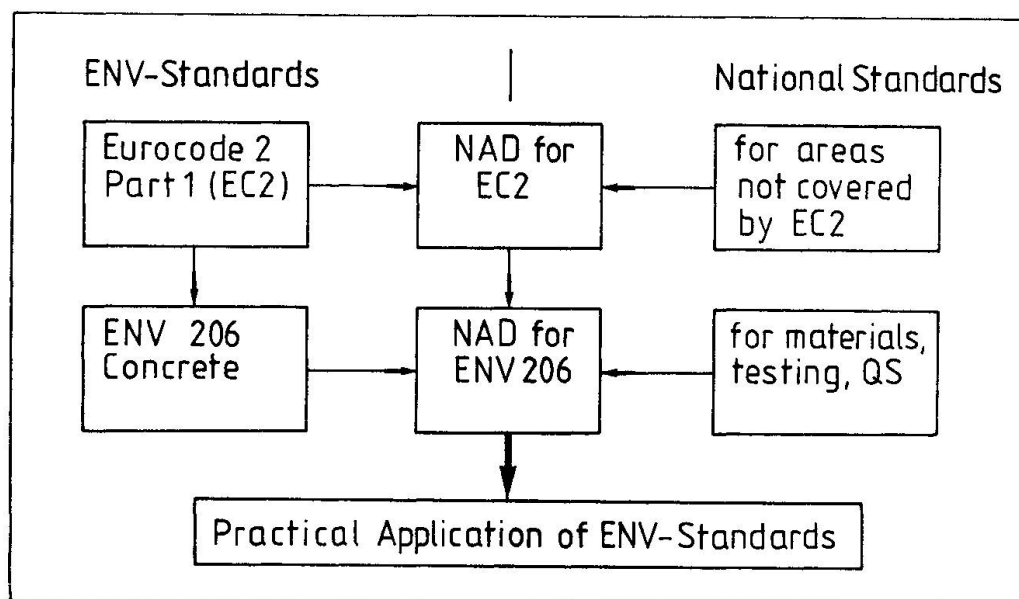 ENV-Standards
National Standards
Eurocode 2
Part 1 (EC2)
NAD for
EC2
for areas
not covered
by EC2
ENV 206
Concrete
NAD for
ENV 206
for materials,
testing, QS
Practical Application of ENV-Standards